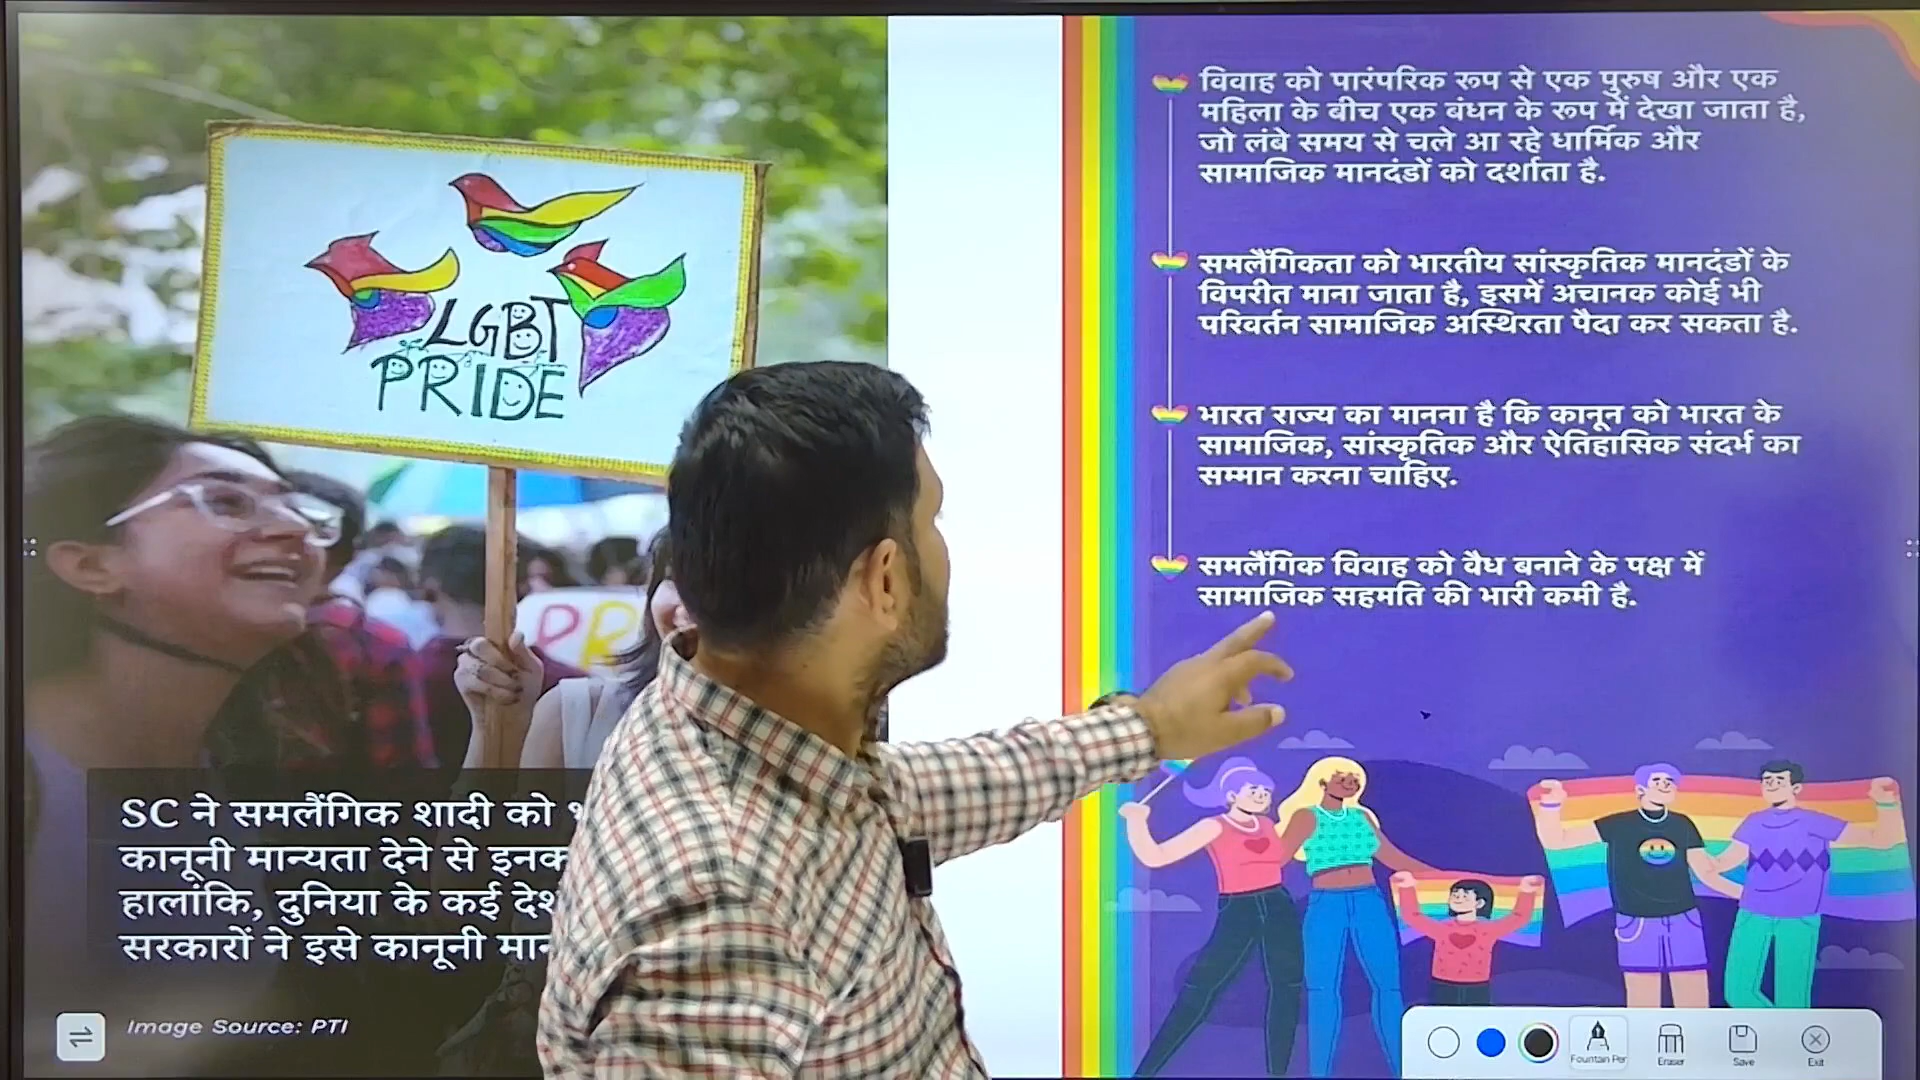 LGBT
PRIDE
PR
SC ने समलैंगिक शादी को
कानूनी मान्यता देने से
हालांकि, दुनिया के कई
सरकारों ने इसे कानूनी
Image Source: PTI
विवाह को पारंपरिक रूप से एक पुरुष और एक
महिला के बीच एक बंधन के रूप में देखा जाता है,
जो लंबे समय से चले आ रहे धार्मिक और
सामाजिक मानदंडों को दर्शाता है.
समलैंगिकता को भारतीय सांस्कृतिक मानदंडों के
विपरीत माना जाता है, इसमें अचानक कोई भी
परिवर्तन सामाजिक अस्थिरता पैदा कर सकता है.
भारत राज्य का मानना है कि कानून को भारत के
सामाजिक, सांस्कृतिक और ऐतिहासिक संदर्भ का
सम्मान करना चाहिए.
समलैंगिक विवाह को वैध बनाने के पक्ष में
सामाजिक सहमति की भारी कमी है.
Fountain Pen
Eraser
Save
Exit